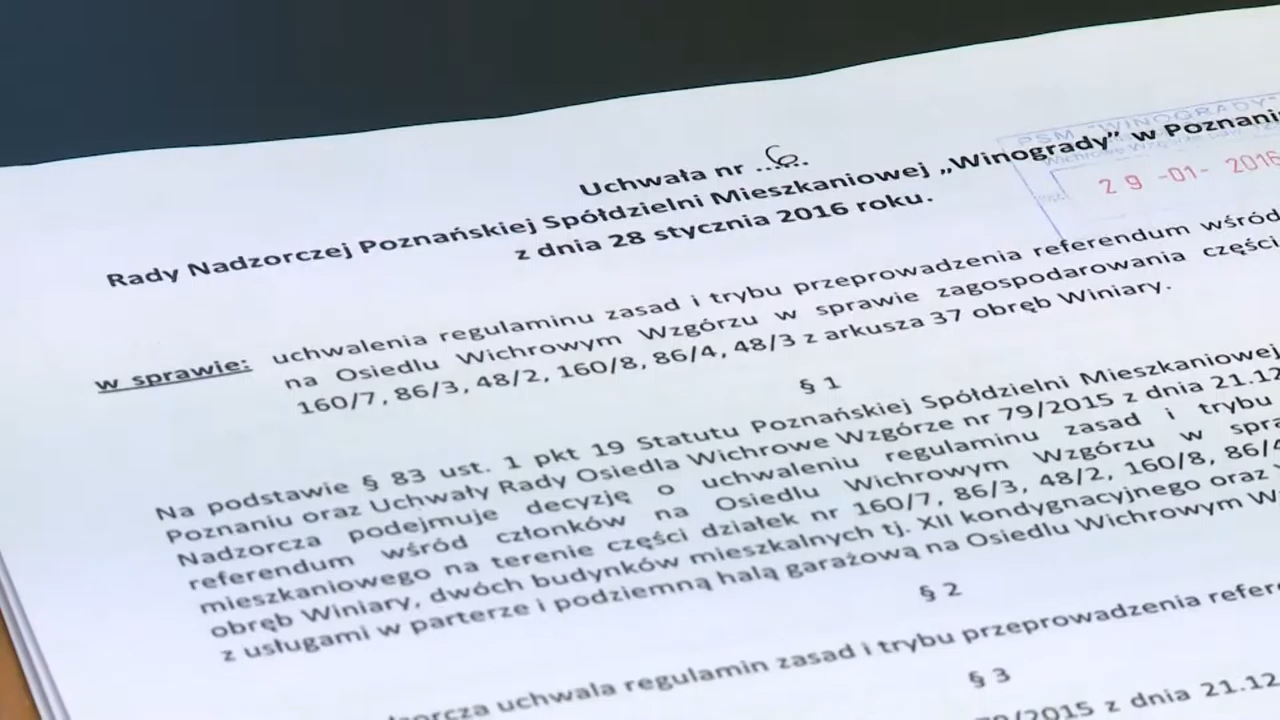 Uchwała nr ..6..
Rady Nadzorczej Poznańskiej Spółdzielni Mieszkaniowej „Winogrady” w Poznaniu
z dnia 28 stycznia 2016 roku.
PSM "WINOGRADY"
29 -01- 2016
w sprawie: uchwalenia regulaminu zasad i trybu przeprowadzenia referendum wśród
na Osiedlu Wichrowym Wzgórzu w sprawie zagospodarowania części
160/7, 86/3, 48/2, 160/8, 86/4, 48/3 z arkusza 37 obręb Winiary.
§ 1
Na podstawie § 83 ust. 1 pkt 19 Statutu Poznańskiej Spółdzielni Mieszkaniowej
Poznaniu oraz Uchwały Rady Osiedla Wichrowe Wzgórze nr 79/2015 z dnia 21.12
Nadzorcza podejmuje decyzję o uchwaleniu regulaminu zasad i trybu
referendum wśród członków na Osiedlu Wichrowym Wzgórzu w spra
mieszkaniowego na terenie części działek nr 160/7, 86/3, 48/2, 160/8, 86/4
obręb Winiary, dwóch budynków mieszkalnych tj. XII kondygnacyjnego oraz
z usługami w parterze i podziemną halą garażową na Osiedlu Wichrowym W
§ 2
dzorcza uchwala regulamin zasad i trybu przeprowadzenia refere
§ 3
79/2015 z dnia 21.12